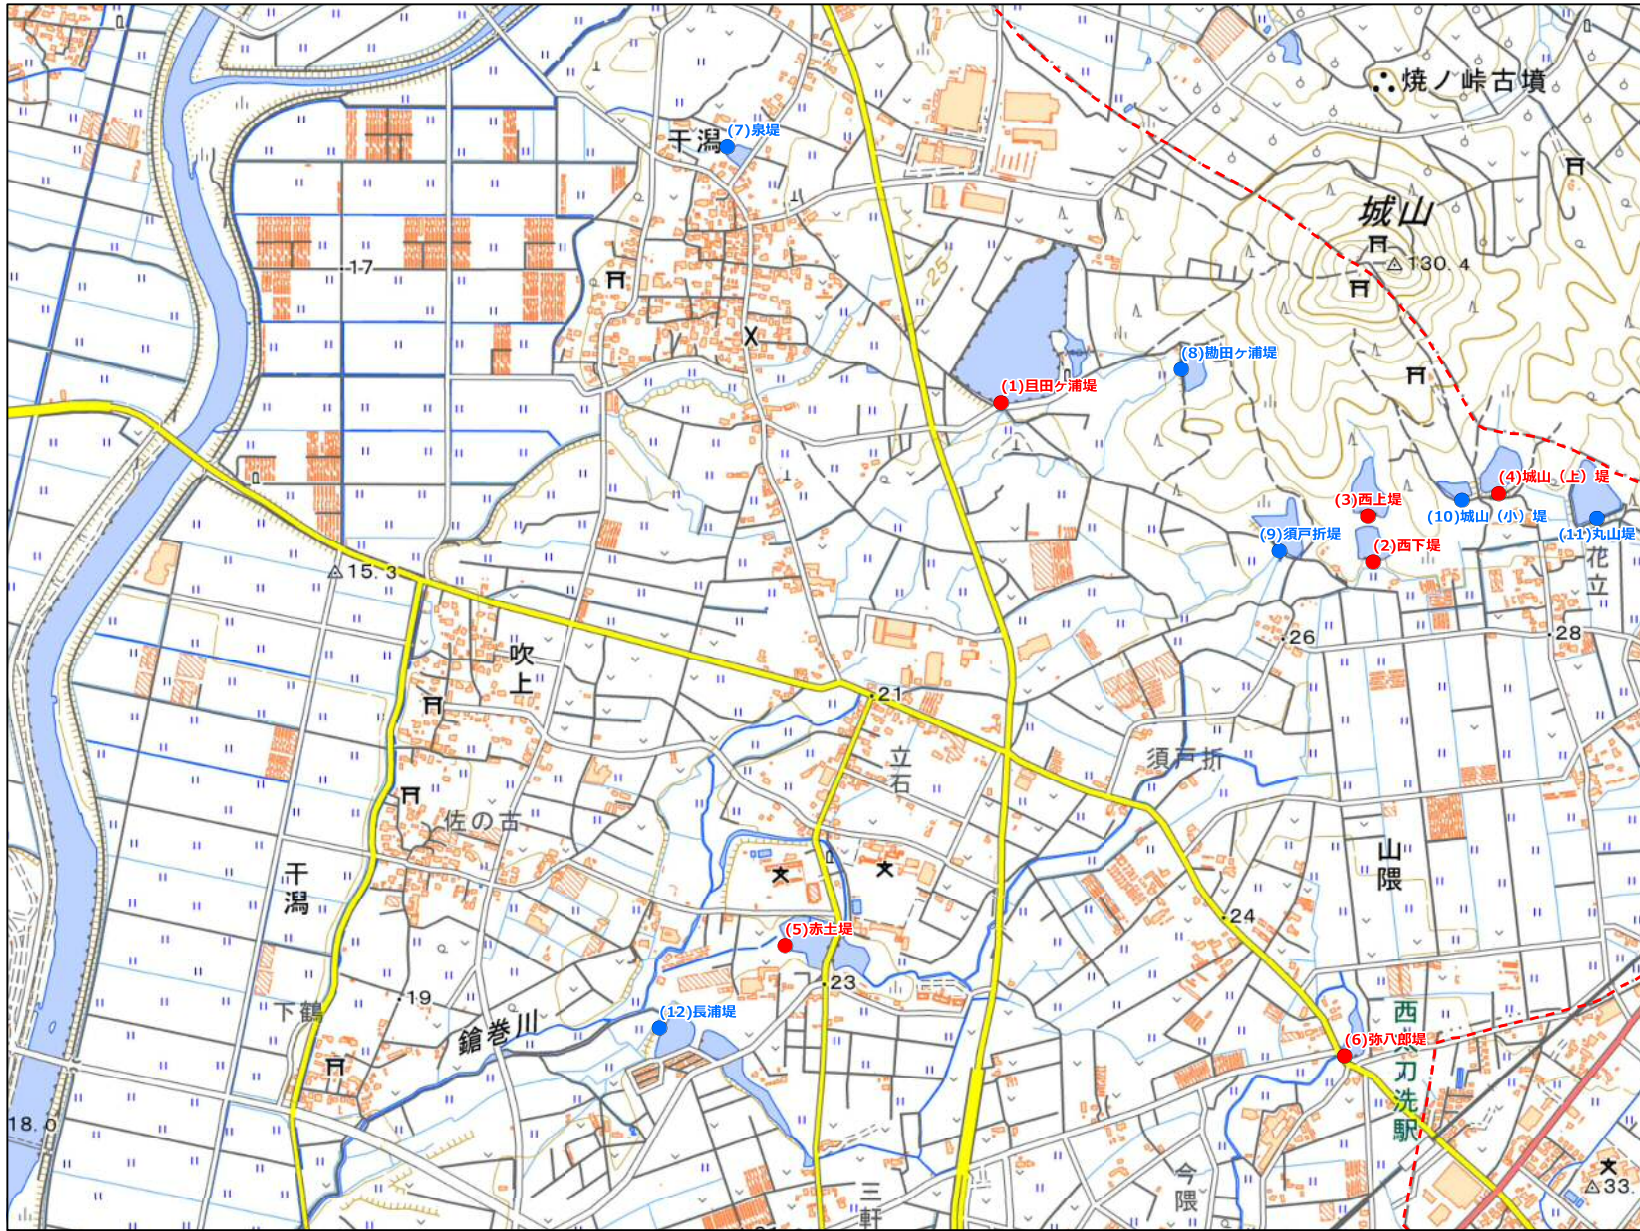 焼ノ峠古墳
干潟
(7)泉堤
城山
130.4
25
17
(8)勘田ヶ浦堤
(1)且田ヶ浦堤
(4)城山（上）堤
(3)西上堤
(10)城山（小）堤
(9)須戸折堤
(11)丸山堤
(2)西下堤
花立
15.3
26
28
吹上
21
立石
須戸折
佐の古
山隈
干潟
24
(5)赤土堤
23
19
下鶴
(12)長浦堤
鎗巻川
(6)弥八郎堤
刀洗駅
18.0
今隈
三軒
33.